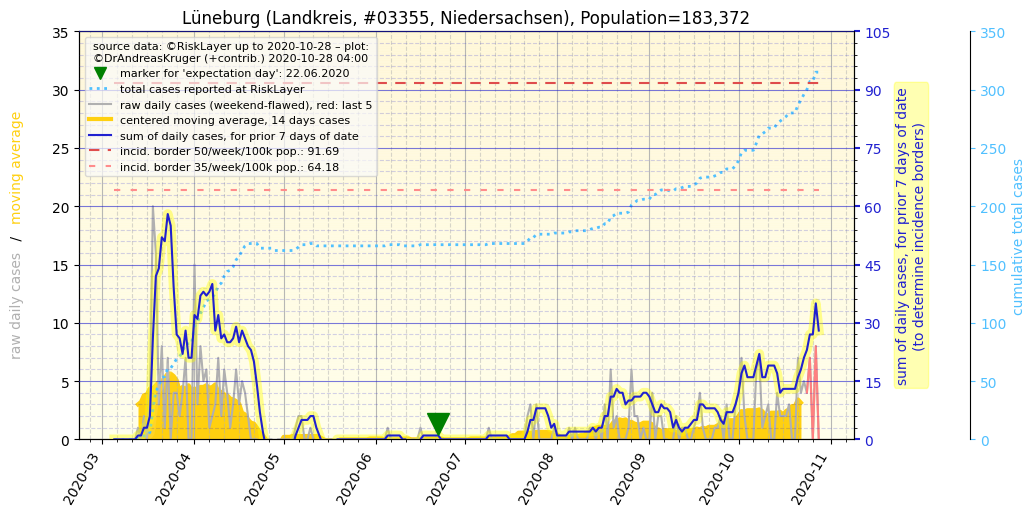 Lüneburg (Landkreis, #03355, Niedersachsen), Population=183,372
source data: ©RiskLayer up to 2020-10-28 – plot:
©DrAndreasKruger (+contrib.) 2020-10-28 04:00
marker for 'expectation day': 22.06.2020
total cases reported at RiskLayer
raw daily cases (weekend-flawed), red: last 5
centered moving average, 14 days cases
sum of daily cases, for prior 7 days of date
incid. border 50/week/100k pop.: 91.69
incid. border 35/week/100k pop.: 64.18
raw daily cases / moving average
35
30
25
20
15
10
5
0
2020-03
2020-04
2020-05
2020-06
2020-07
2020-08
2020-09
2020-10
2020-11
105
90
75
60
45
30
15
0
sum of daily cases, for prior 7 days of date
(to determine incidence borders)
350
300
250
200
150
100
50
0
cumulative total cases